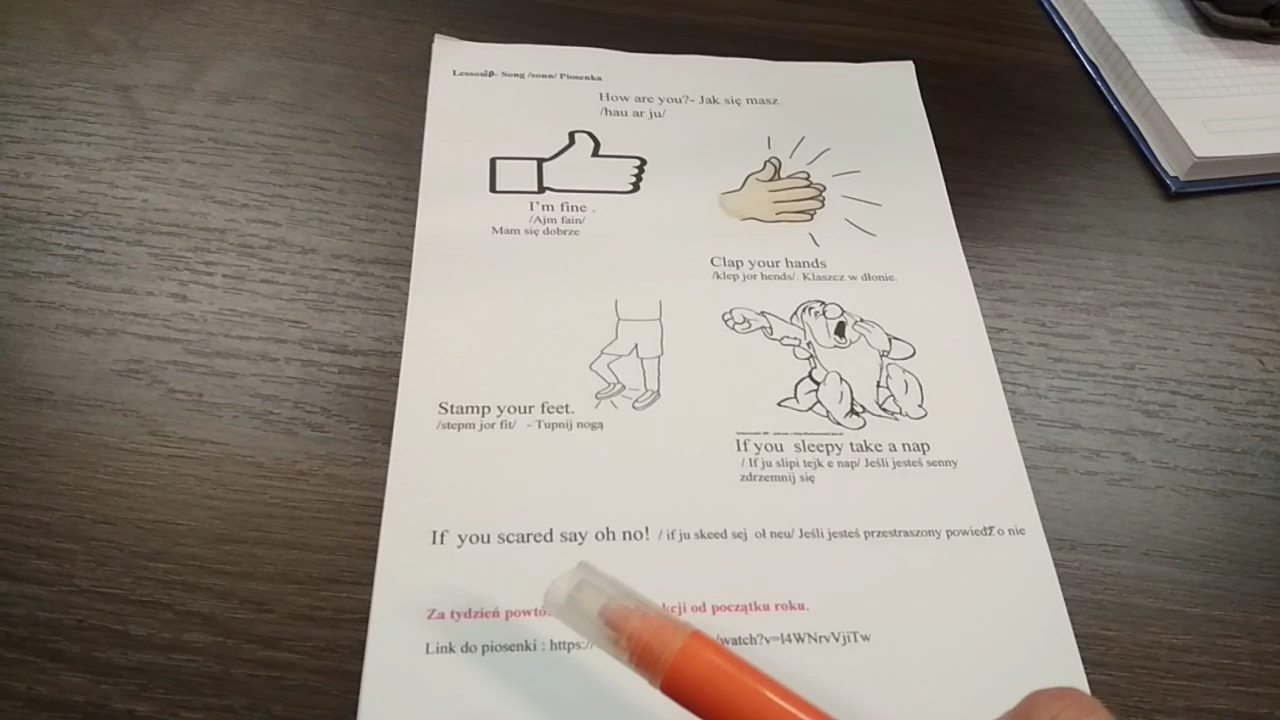 - Song /sonn/ Piosenka
How are you?- Jak się masz
/hau ar ju/
I'm fine .
/Ajm fain/
Mam się dobrze
Clap your hands
/klep jor hends/. Klaszcz w dłonie.
Stamp your feet.
/stepm jor fit/ - Tupnij nogą
If you sleepy take a nap
/ If ju slipi tejk e nap/ Jeśli jesteś senny
zdrzemnij się
If you scared say oh no! / if ju skeed sej oł neu/ Jeśli jesteś przestraszony powiedź o nie
Za tydzień od początku roku.
Link do piosenki : https:/ /watch?v=l4WNrvVjiTw